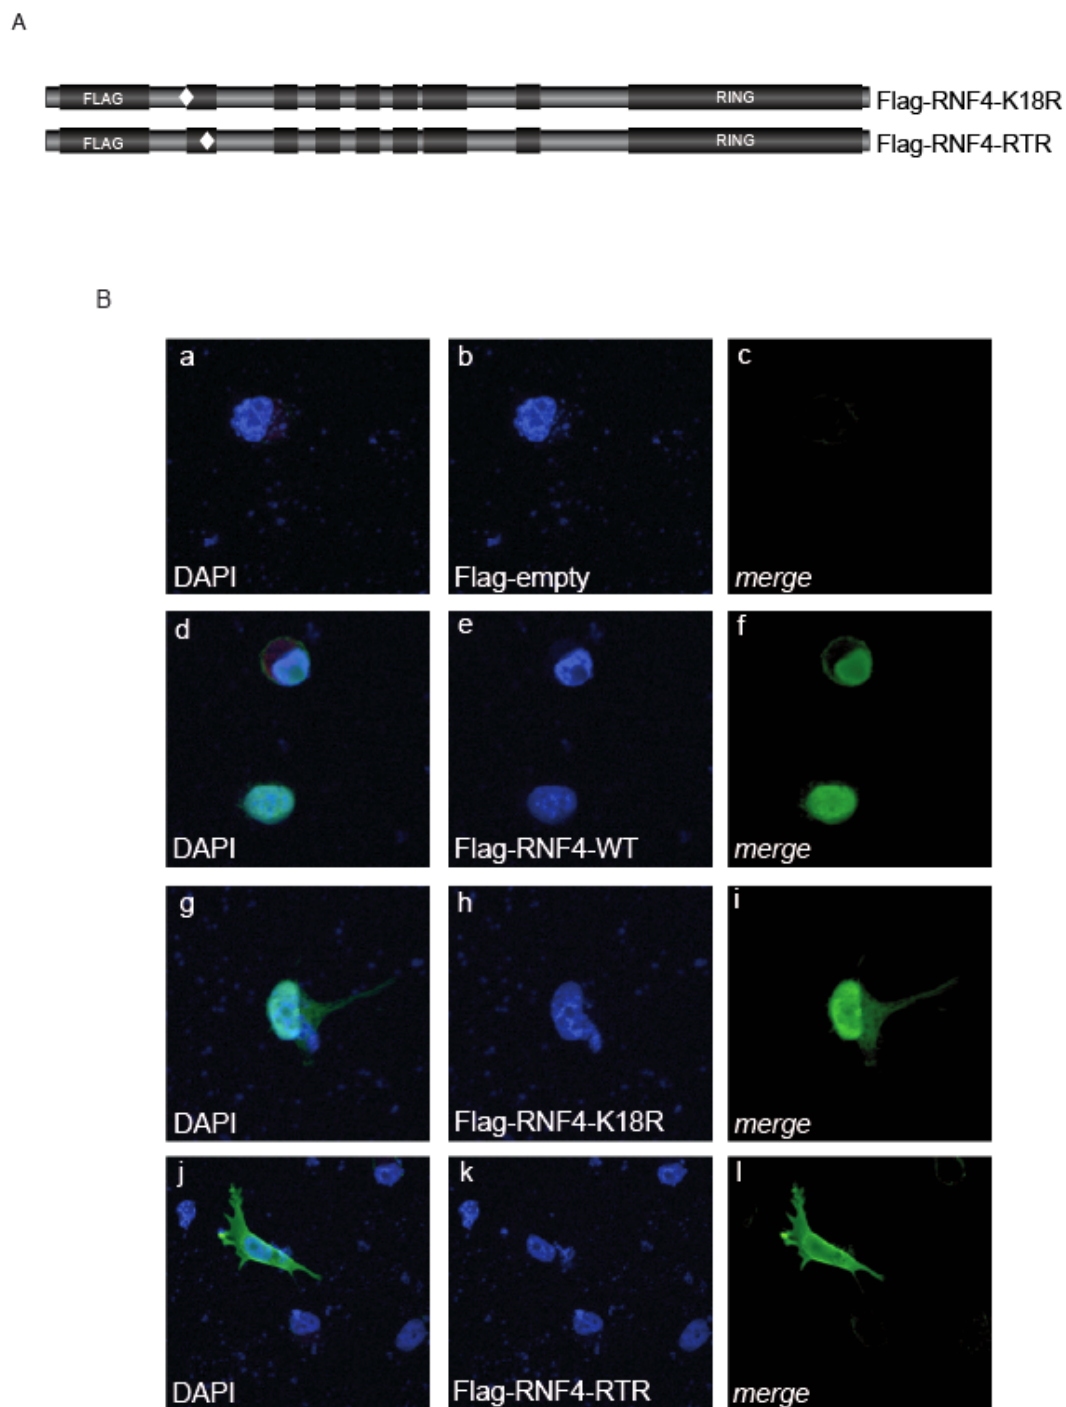 A
FLAG RING Flag-RNF4-K18R
FLAG RING Flag-RNF4-RTR
B
a b c
DAPI Flag-empty merge
d e f
DAPI Flag-RNF4-WT merge
g h i
DAPI Flag-RNF4-K18R merge
j k l
DAPI Flag-RNF4-RTR merge